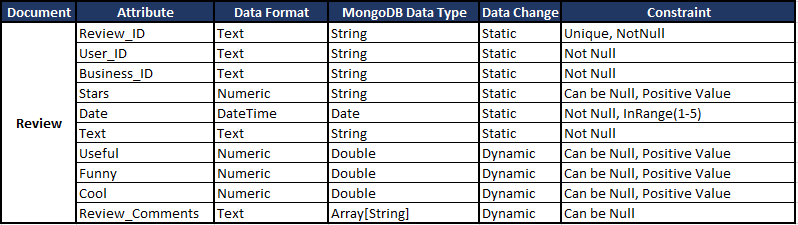 Document Attribute Data Format MongoDB Data Type Data Change Constraint
Review_ID Text String Static Unique, NotNull
User_ID Text String Static Not Null
Business_ID Text String Static Not Null
Stars Numeric String Static Can be Null, Positive Value
Date DateTime Date Static Not Null, InRange(1-5)
Review Text Text String Static Not Null
Useful Numeric Double Dynamic Can be Null, Positive Value
Funny Numeric Double Dynamic Can be Null, Positive Value
Cool Numeric Double Dynamic Can be Null, Positive Value
Review_Comments Text Array[String] Dynamic Can be Null